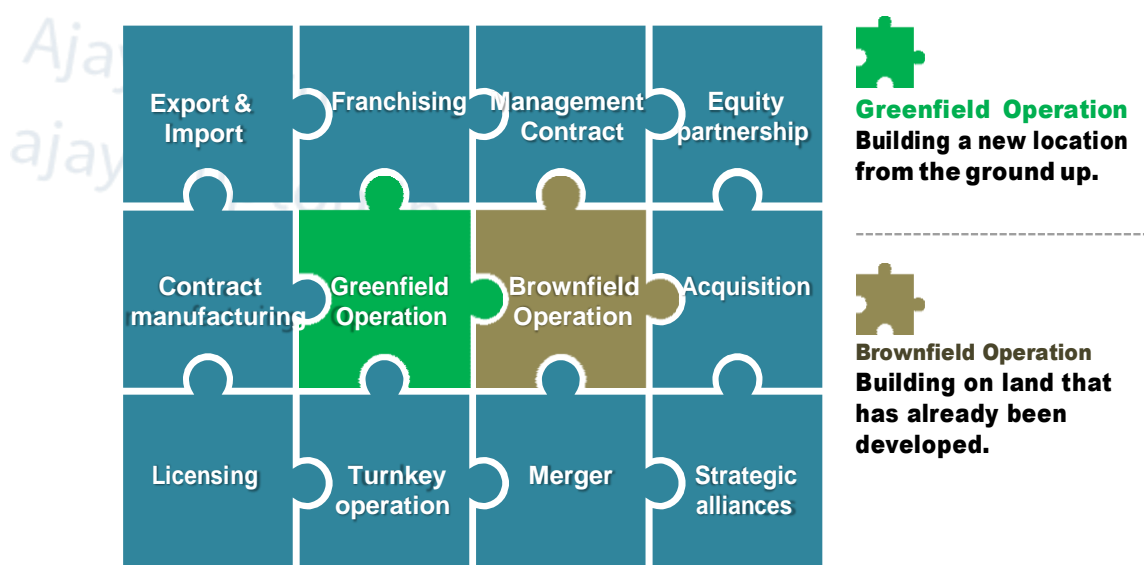 Ajay
ajay
Export &
Import
Franchising
Management
Contract
Equity
partnership
Contract
manufacturing
Greenfield
Operation
Brownfield
Operation
Acquisition
Licensing
Turnkey
operation
Merger
Strategic
alliances
Greenfield Operation
Building a new location
from the ground up.
Brownfield Operation
Building on land that
has already been
developed.